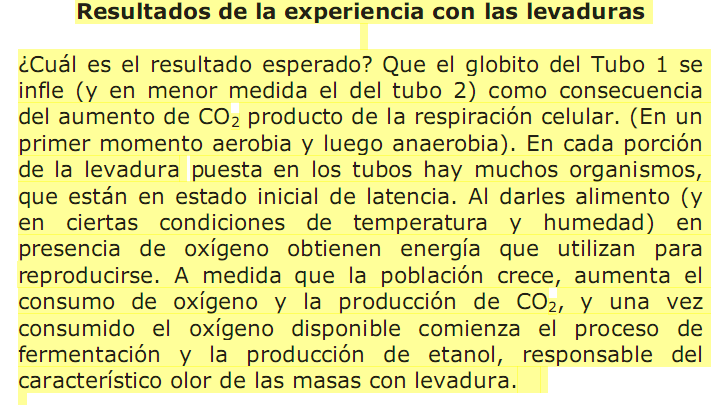 Resultados de la experiencia con las levaduras
¿Cuál es el resultado esperado? Que el globito del Tubo 1 se
infle (y en menor medida el del tubo 2) como consecuencia
del aumento de CO₂ producto de la respiración celular. (En un
primer momento aerobia y luego anaerobia). En cada porción
de la levadura puesta en los tubos hay muchos organismos,
que están en estado inicial de latencia. Al darles alimento (y
en ciertas condiciones de temperatura y humedad) en
presencia de oxígeno obtienen energía que utilizan para
reproducirse. A medida que la población crece, aumenta el
consumo de oxígeno y la producción de CO₂, y una vez
consumido el oxígeno disponible comienza el proceso de
fermentación y la producción de etanol, responsable del
característico olor de las masas con levadura.